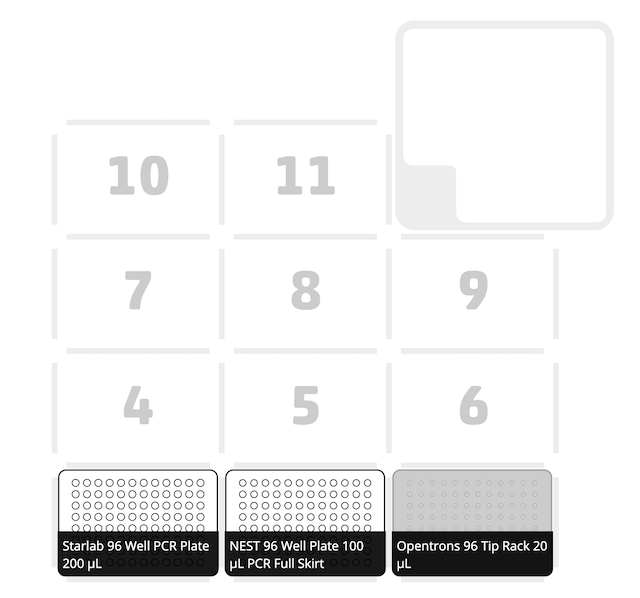 10
11
7
8
9
4
5
6
Starlab 96 Well PCR Plate
200 µL
NEST 96 Well Plate 100
µL PCR Full Skirt
Opentrons 96 Tip Rack 20
µL